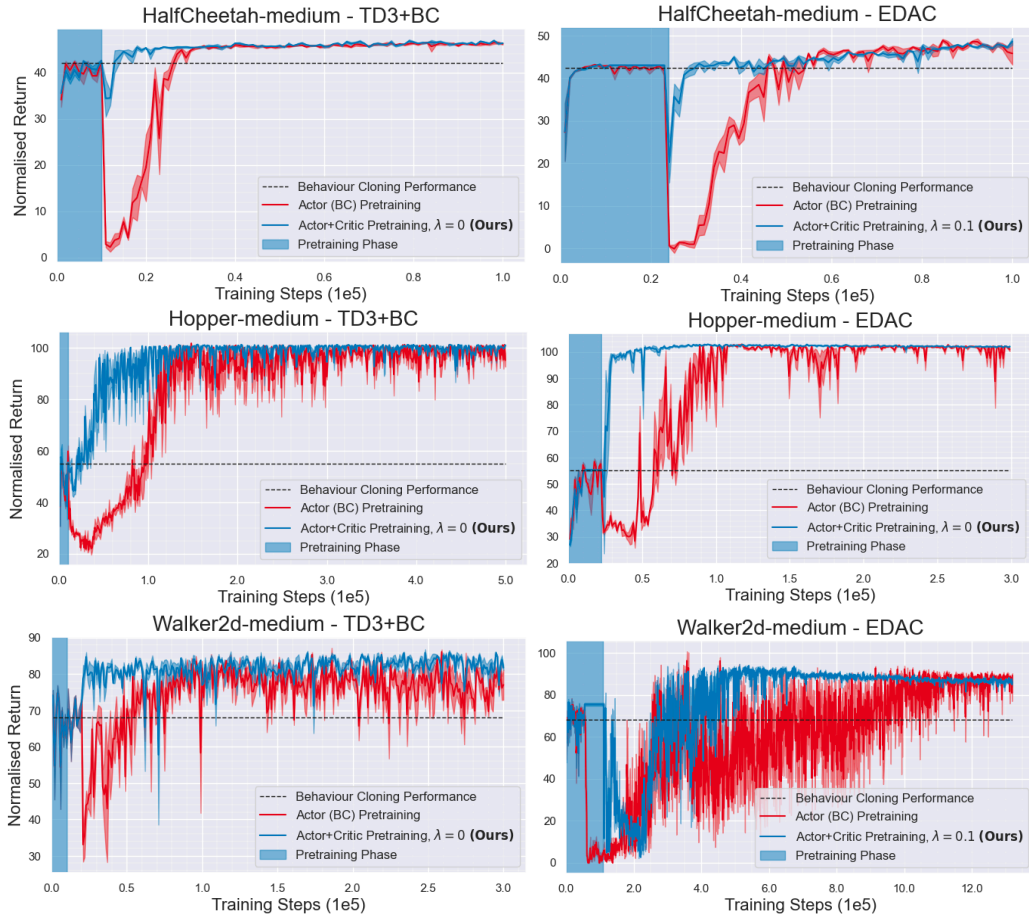 HalfCheetah-medium - TD3+BC
Normalised Return
40
30
20
10
0
Behaviour Cloning Performance
Actor (BC) Pretraining
Actor+Critic Pretraining, λ = 0 (Ours)
Pretraining Phase
0.0 0.2 0.4 0.6 0.8 1.0
Training Steps (1e5)
HalfCheetah-medium - EDAC
50
40
30
20
10
0
Behaviour Cloning Performance
Actor (BC) Pretraining
Actor+Critic Pretraining, λ = 0.1 (Ours)
Pretraining Phase
0.0 0.2 0.4 0.6 0.8 1.0
Training Steps (1e5)
Hopper-medium - TD3+BC
Normalised Return
100
80
60
40
20
Behaviour Cloning Performance
Actor (BC) Pretraining
Actor+Critic Pretraining, λ = 0 (Ours)
Pretraining Phase
0.0 1.0 2.0 3.0 4.0 5.0
Training Steps (1e5)
Hopper-medium - EDAC
100
90
80
70
60
50
40
30
20
Behaviour Cloning Performance
Actor (BC) Pretraining
Actor+Critic Pretraining, λ = 0 (Ours)
Pretraining Phase
0.0 0.5 1.0 1.5 2.0 2.5 3.0
Training Steps (1e5)
Walker2d-medium - TD3+BC
Normalised Return
90
80
70
60
50
40
30
Behaviour Cloning Performance
Actor (BC) Pretraining
Actor+Critic Pretraining, λ = 0 (Ours)
Pretraining Phase
0.0 0.5 1.0 1.5 2.0 2.5 3.0
Training Steps (1e5)
Walker2d-medium - EDAC
100
80
60
40
20
0
Behaviour Cloning Performance
Actor (BC) Pretraining
Actor+Critic Pretraining, λ = 0.1 (Ours)
Pretraining Phase
0.0 2.0 4.0 6.0 8.0 10.0 12.0
Training Steps (1e5)